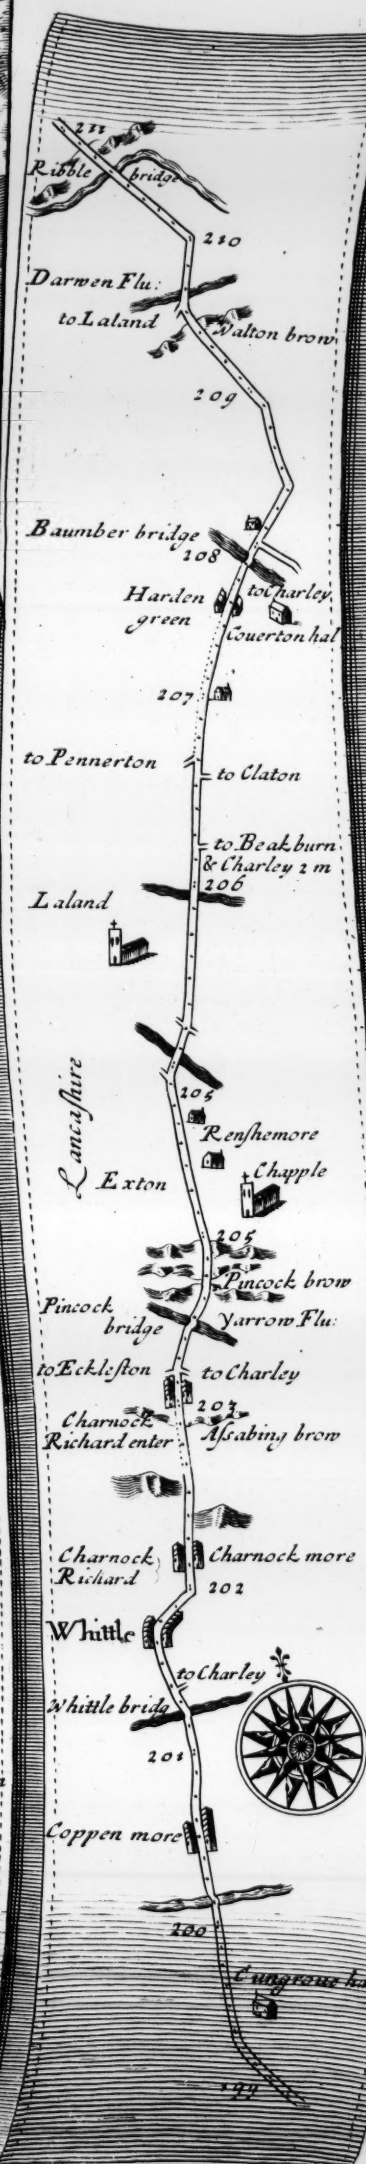 211
Ribble bridge
210
Darwen Flu:
to Laland
Walton brow
209
Baumber bridge
208
to Charley
Harden
green
Couerton hal
207
to Pennerton
to Claton
to Beakburn
& Charley 2 m
206
Laland
205
Lancashire
Renshemore
Exton
Chapple
205
Pincock brow
Pincock
bridge
Yarrow Flu:
to Eckleston
to Charley
203
Charnock
Richard enter
Assabing brow
Charnock
Richard
Charnock more
202
Whittle
to Charley
Whittle bridg
201
Coppen more
200
199